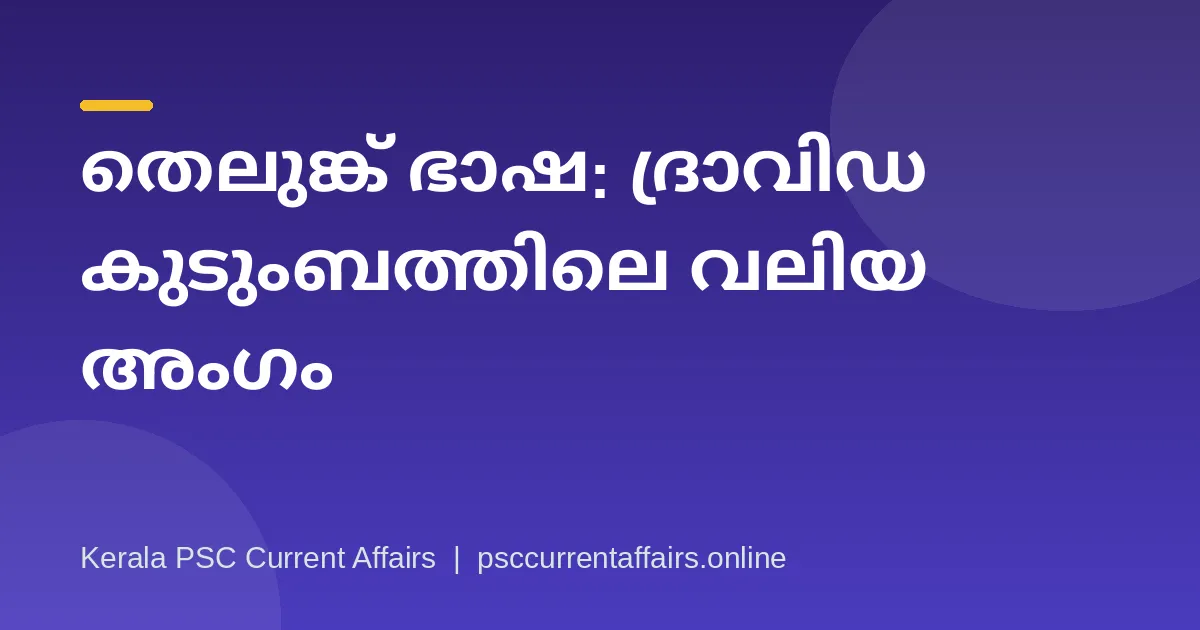 തെലുങ്ക് ഭാഷ: ദ്രാവിഡ
കുടുംബത്തിലെ വലിയ
അംഗം
Kerala PSC Current Affairs | psccurrentaffairs.online